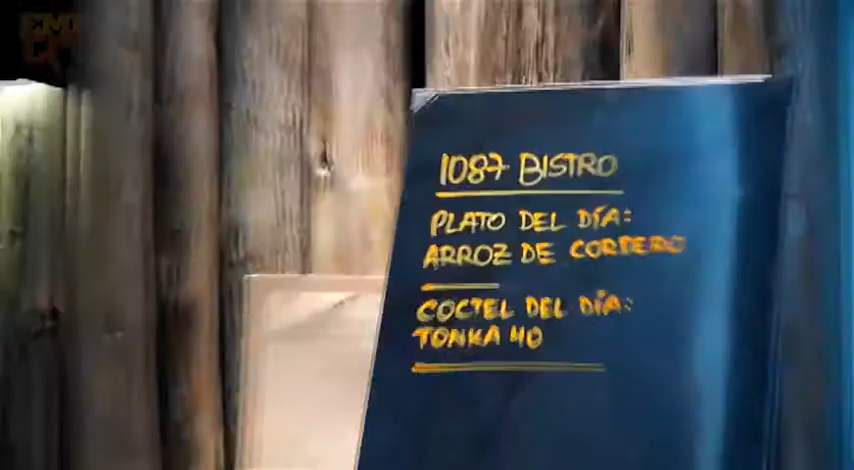 1087 BISTRO
PLATO DEL DÍA:
ARROZ DE CORDERO
COCTEL DEL DÍA:
TONKA 40